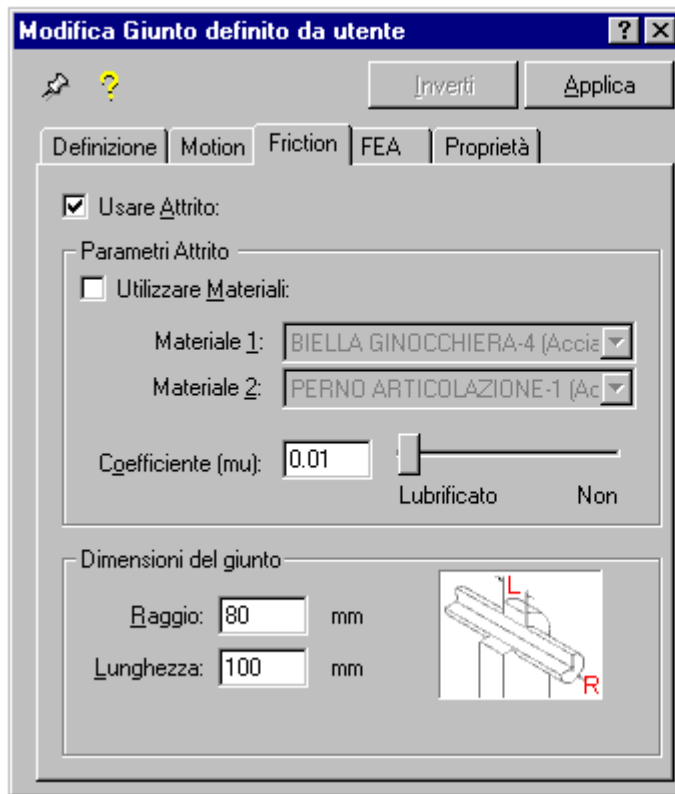 Modifica Giunto definito da utente
Inverti Applica
Definizione Motion Friction FEA Proprietà
Usare Attrito:
Parametri Attrito
Utilizzare Materiali:
Materiale 1: BIELLA GINOCCHIERA-4 (Accia
Materiale 2: PERNO ARTICOLAZIONE-1 (Ac
Coefficiente (mu): 0.01
Lubrificato Non
Dimensioni del giunto
Raggio: 80 mm
Lunghezza: 100 mm
L
R